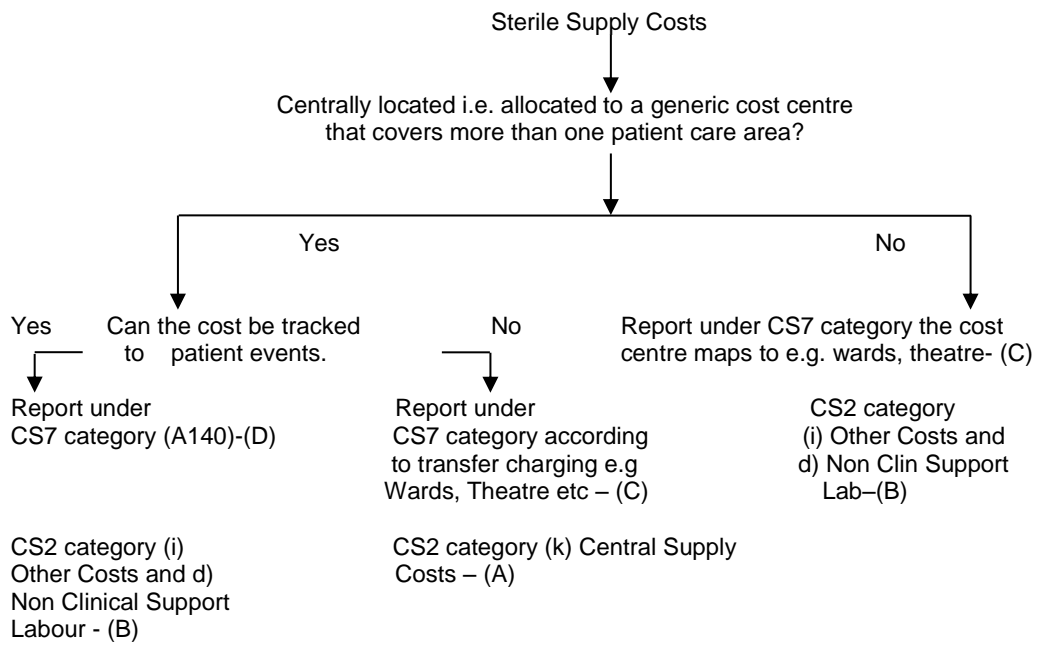 Sterile Supply Costs
Centrally located i.e. allocated to a generic cost centre
that covers more than one patient care area?
Yes
No
Yes
Can the cost be tracked
to patient events.
No
Report under CS7 category the cost
centre maps to e.g. wards, theatre- (C)
Report under
CS7 category (A140)-(D)
Report under
CS7 category according
to transfer charging e.g
Wards, Theatre etc – (C)
CS2 category
(i) Other Costs and
d) Non Clin Support
Lab–(B)
CS2 category (i)
Other Costs and d)
Non Clinical Support
Labour - (B)
CS2 category (k) Central Supply
Costs – (A)